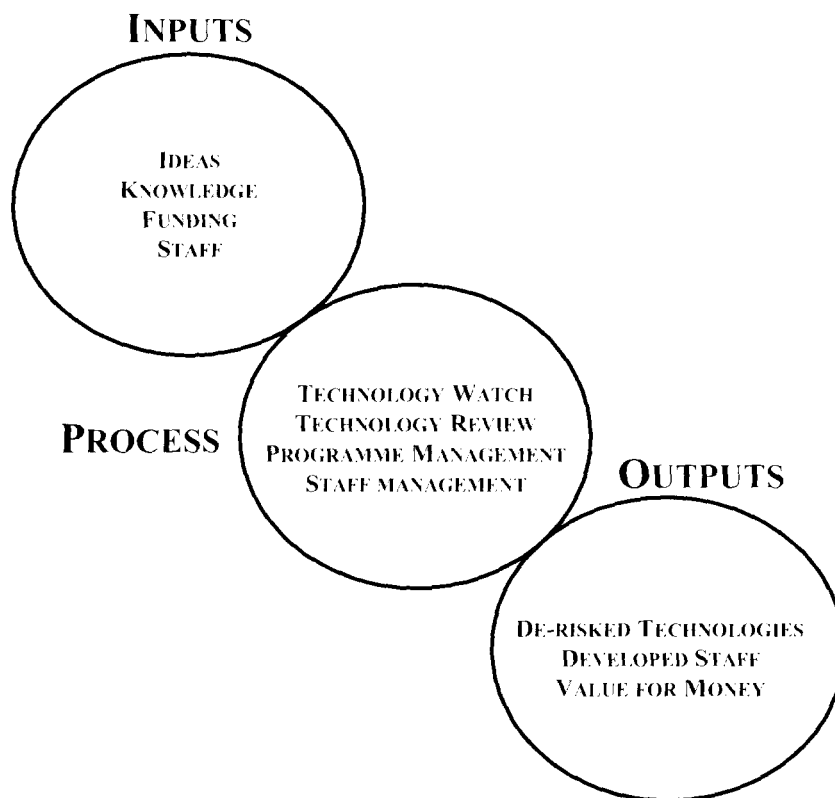 INPUTS
IDEAS
KNOWLEDGE
FUNDING
STAFF
PROCESS
TECHNOLOGY WATCH
TECHNOLOGY REVIEW
PROGRAMME MANAGEMENT
STAFF MANAGEMENT
OUTPUTS
DE-RISKED TECHNOLOGIES
DEVELOPED STAFF
VALUE FOR MONEY